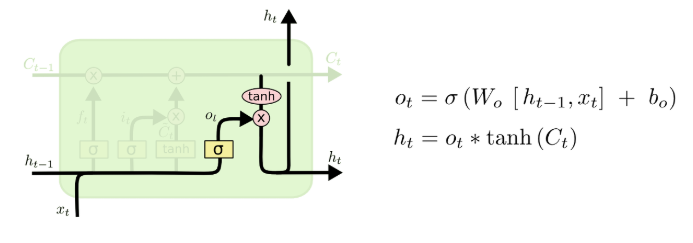 h_t
C_{t-1}
C_t
x
+
tanh
f_t
i_t
x
o_t
x
C̃_t
σ
σ
tanh
σ
h_{t-1}
h_t
x_t
o_t = σ (W_o [h_{t-1}, x_t] + b_o)
h_t = o_t * tanh (C_t)